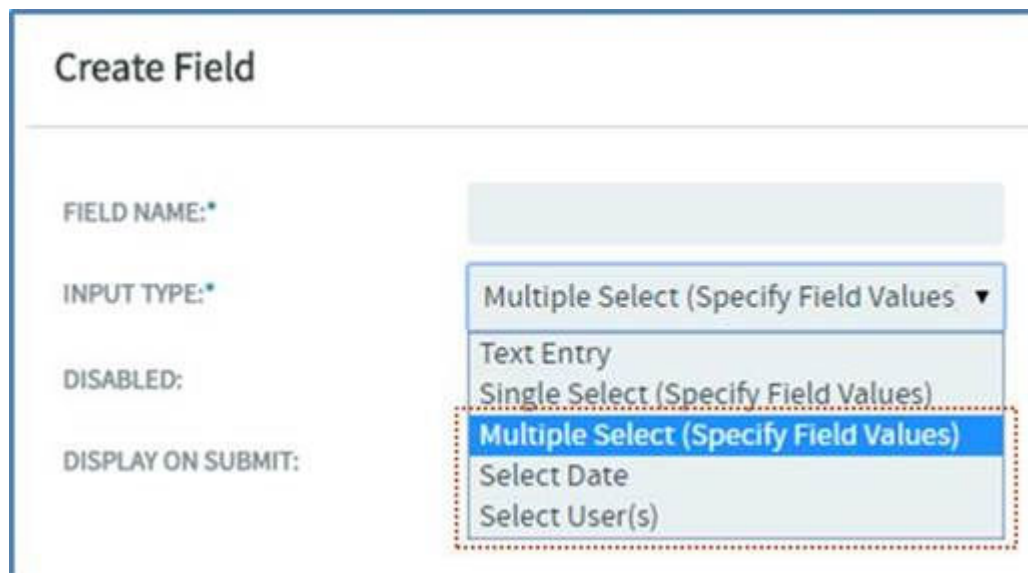 Create Field
FIELD NAME:*
INPUT TYPE:*
Multiple Select (Specify Field Values
Text Entry
Single Select (Specify Field Values)
Multiple Select (Specify Field Values)
Select Date
Select User(s)
DISABLED:
DISPLAY ON SUBMIT: